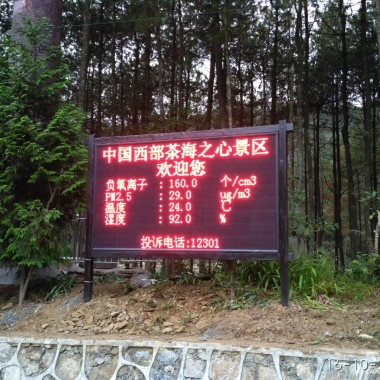 中国西部茶海之心景区
欢迎您
负氧离子：160.0 个/cm3
PM2.5 ：29.0 ug/m3
温度 ：24.0 ℃
湿度 ：92.0 %
投诉电话:12301
16-10-